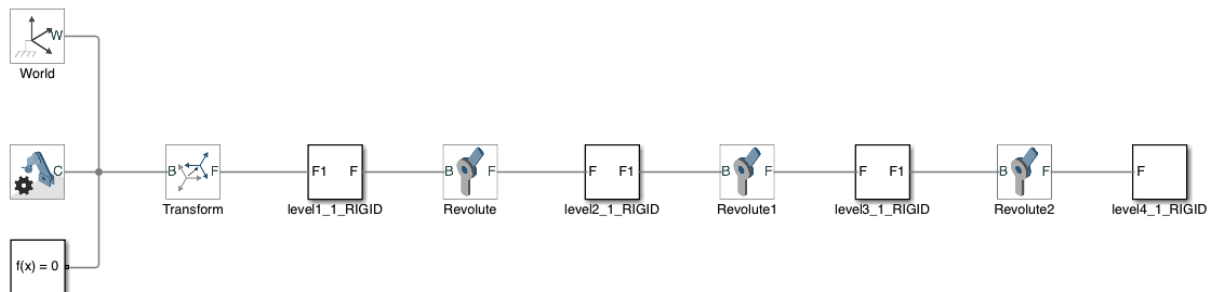 W
World
C
f(x) = 0
B F
Transform
F1 F
level1_1_RIGID
B F
Revolute
F F1
level2_1_RIGID
B F
Revolute1
F F1
level3_1_RIGID
B F
Revolute2
F
level4_1_RIGID